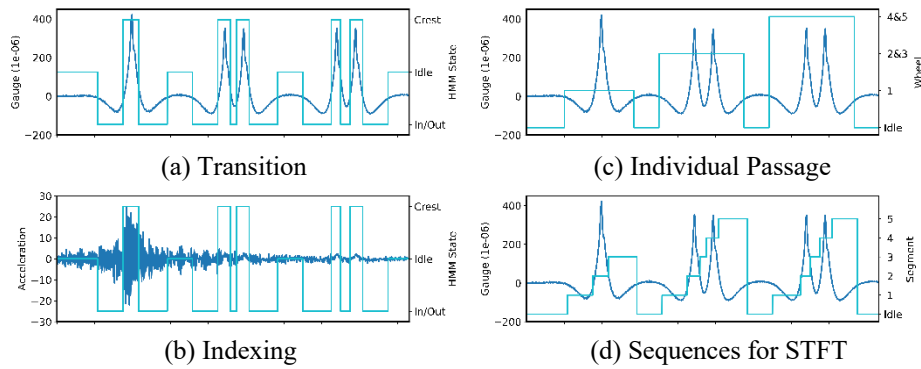 400
200
0
−200
Gauge (1e-06)
Crest
Idle
In/Out
HMM State
(a) Transition
400
200
0
−200
Gauge (1e-06)
4&5
2&3
1
Idle
Wheel
(c) Individual Passage
30
20
10
0
−10
−20
−30
Acceleration
Crest
Idle
In/Out
HMM State
(b) Indexing
400
200
0
−200
Gauge (1e-06)
5
4
3
2
1
Idle
Segment
(d) Sequences for STFT